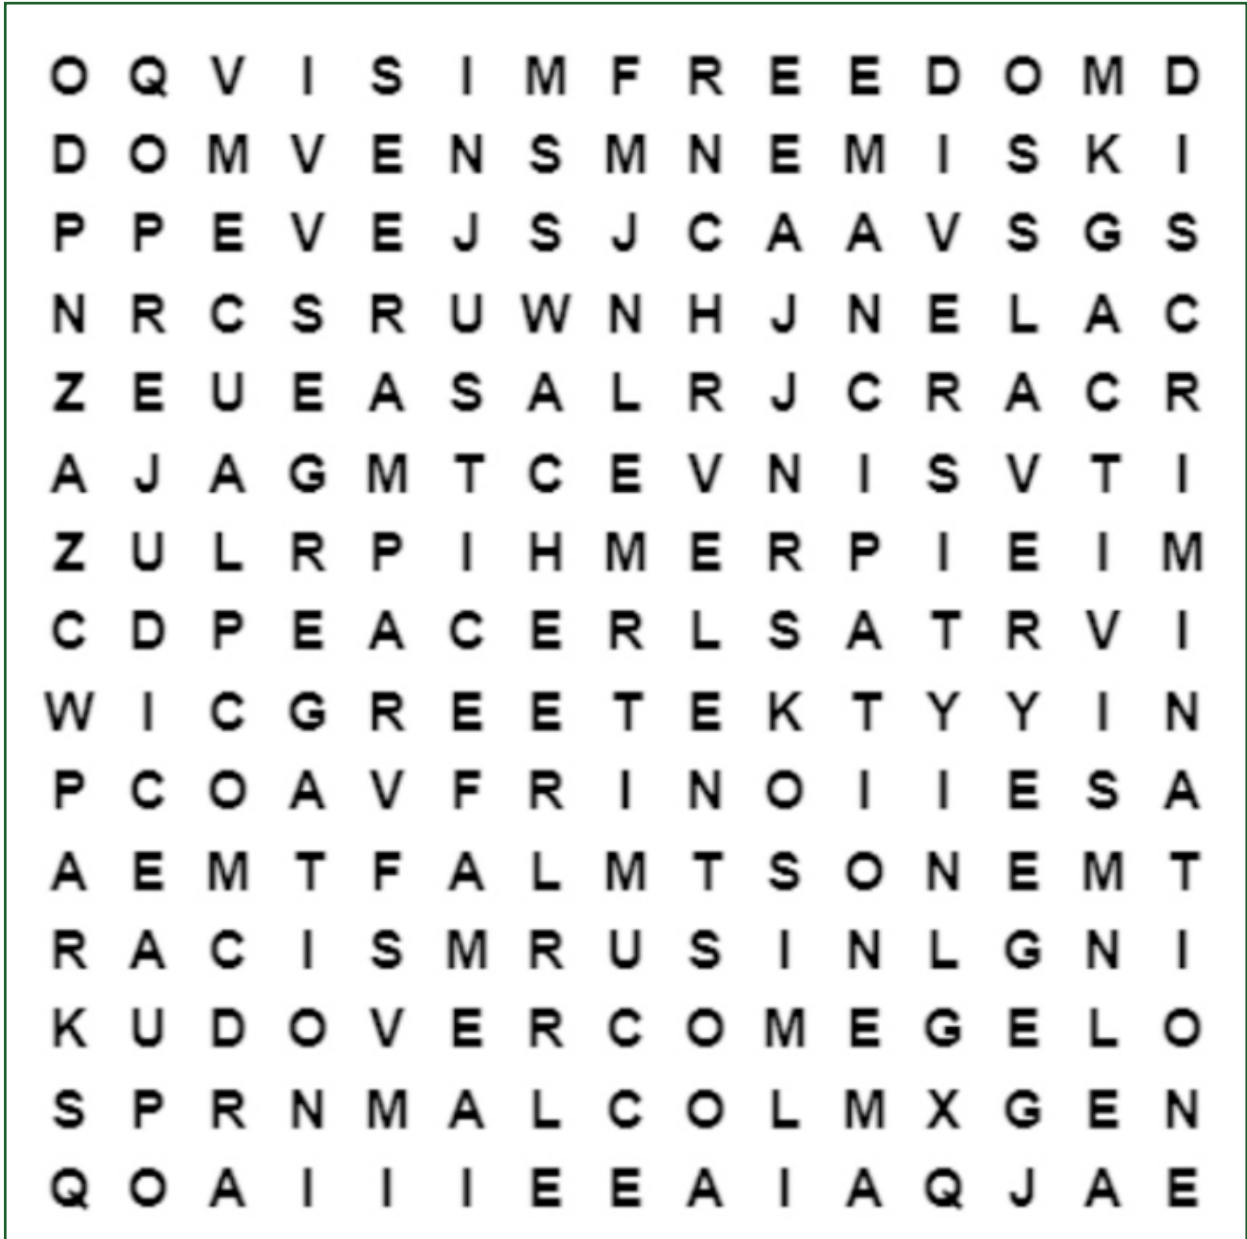 O Q V I S I M F R E E D O M D
D O M V E N S M N E M I S K I
P P E V E J S J C A A V S G S
N R C S R U W N H J N E L A C
Z E U E A S A L R J C R A C R
A J A G M T C E V N I S V T I
Z U L R P I H M E R P I E I M
C D P E A C E R L S A T R V I
W I C G R E E T E K T Y Y I N
P C O A V F R I N O I I E S A
A E M T F A L M T S O N E M T
R A C I S M R U S I N L G N I
K U D O V E R C O M E G E L O
S P R N M A L C O L M X G E N
Q O A I I I E E A I A Q J A E